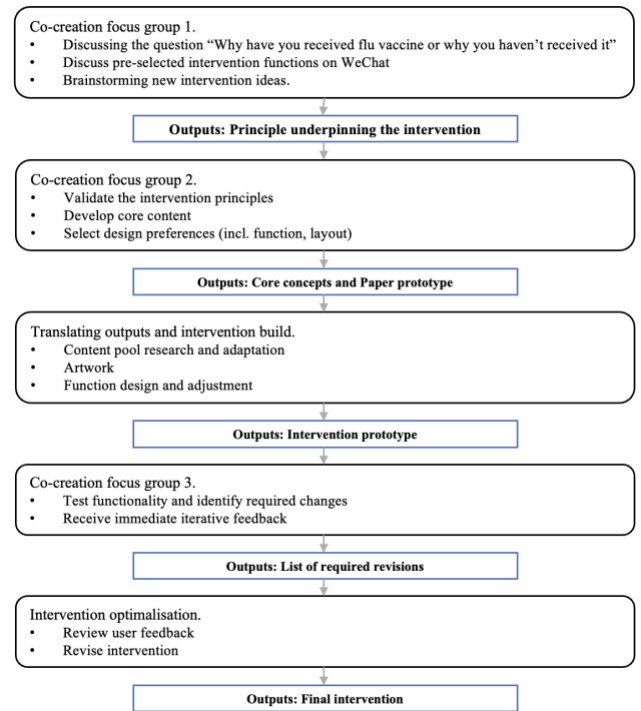 Co-creation focus group 1.
• Discussing the question “Why have you received flu vaccine or why you haven’t received it”
• Discuss pre-selected intervention functions on WeChat
• Brainstorming new intervention ideas.
Outputs: Principle underpinning the intervention
Co-creation focus group 2.
• Validate the intervention principles
• Develop core content
• Select design preferences (incl. function, layout)
Outputs: Core concepts and Paper prototype
Translating outputs and intervention build.
• Content pool research and adaptation
• Artwork
• Function design and adjustment
Outputs: Intervention prototype
Co-creation focus group 3.
• Test functionality and identify required changes
• Receive immediate iterative feedback
Outputs: List of required revisions
Intervention optimalisation.
• Review user feedback
• Revise intervention
Outputs: Final intervention